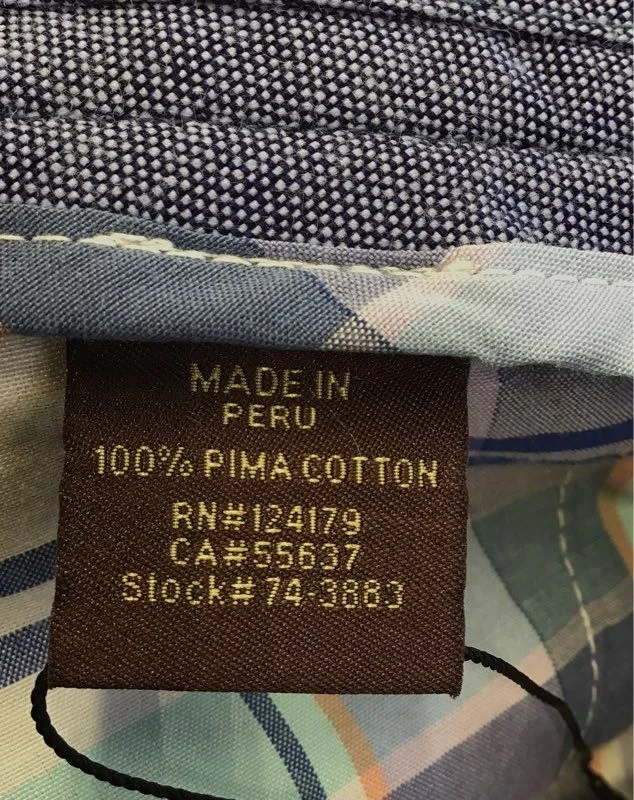 MADE IN
PERU
100% PIMA COTTON
RN#124179
CA#55637
Stock# 74-3883